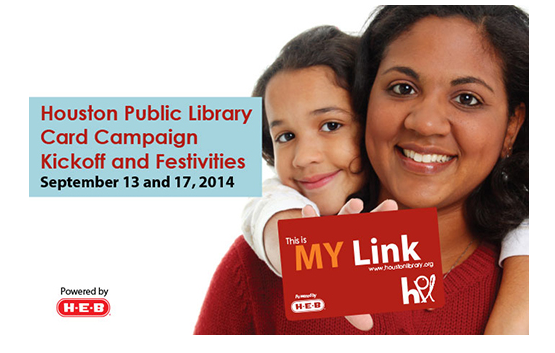 Houston Public Library
Card Campaign
Kickoff and Festivities
September 13 and 17, 2014
This is
MY Link
www.houstonlibrary.org
Powered by
H-E-B
hpl
Powered by
H-E-B